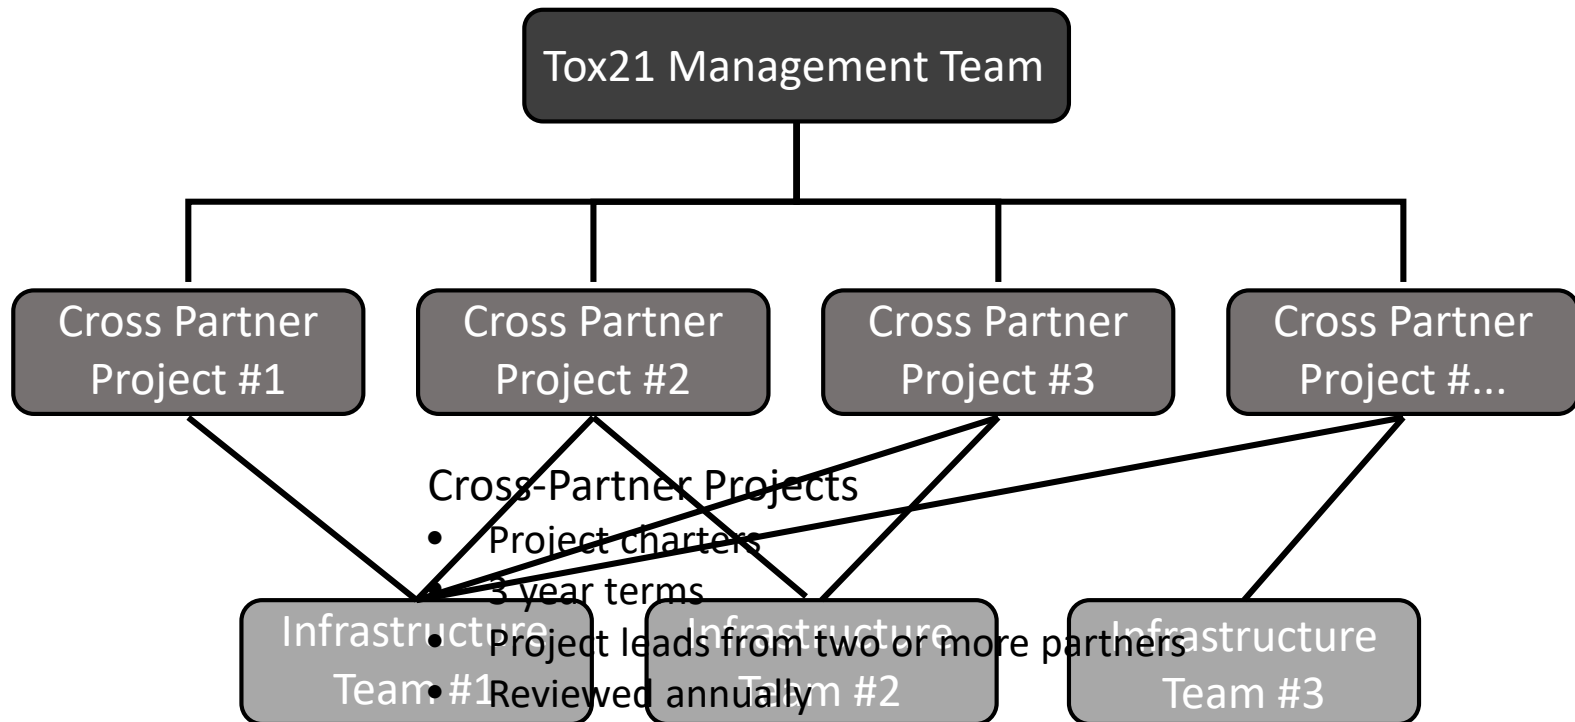 Tox21 Management Team
Cross Partner
Project #1
Cross Partner
Project #2
Cross Partner
Project #3
Cross Partner
Project #...
Cross-Partner Projects
• Project charters
• 3 year terms
• Project leads from two or more partners
• Reviewed annually
Infrastructure
Team #1
Infrastructure
Team #2
Infrastructure
Team #3